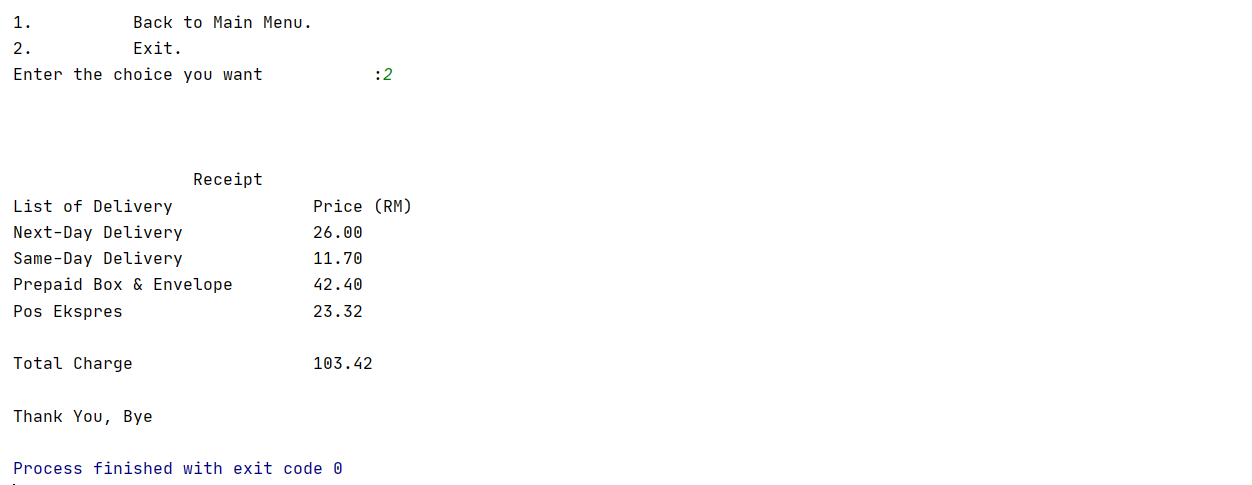 1.          Back to Main Menu.
2.          Exit.
Enter the choice you want           :2
                  Receipt
List of Delivery              Price (RM)
Next-Day Delivery             26.00
Same-Day Delivery             11.70
Prepaid Box & Envelope        42.40
Pos Ekspres                   23.32
Total Charge                  103.42
Thank You, Bye
Process finished with exit code 0